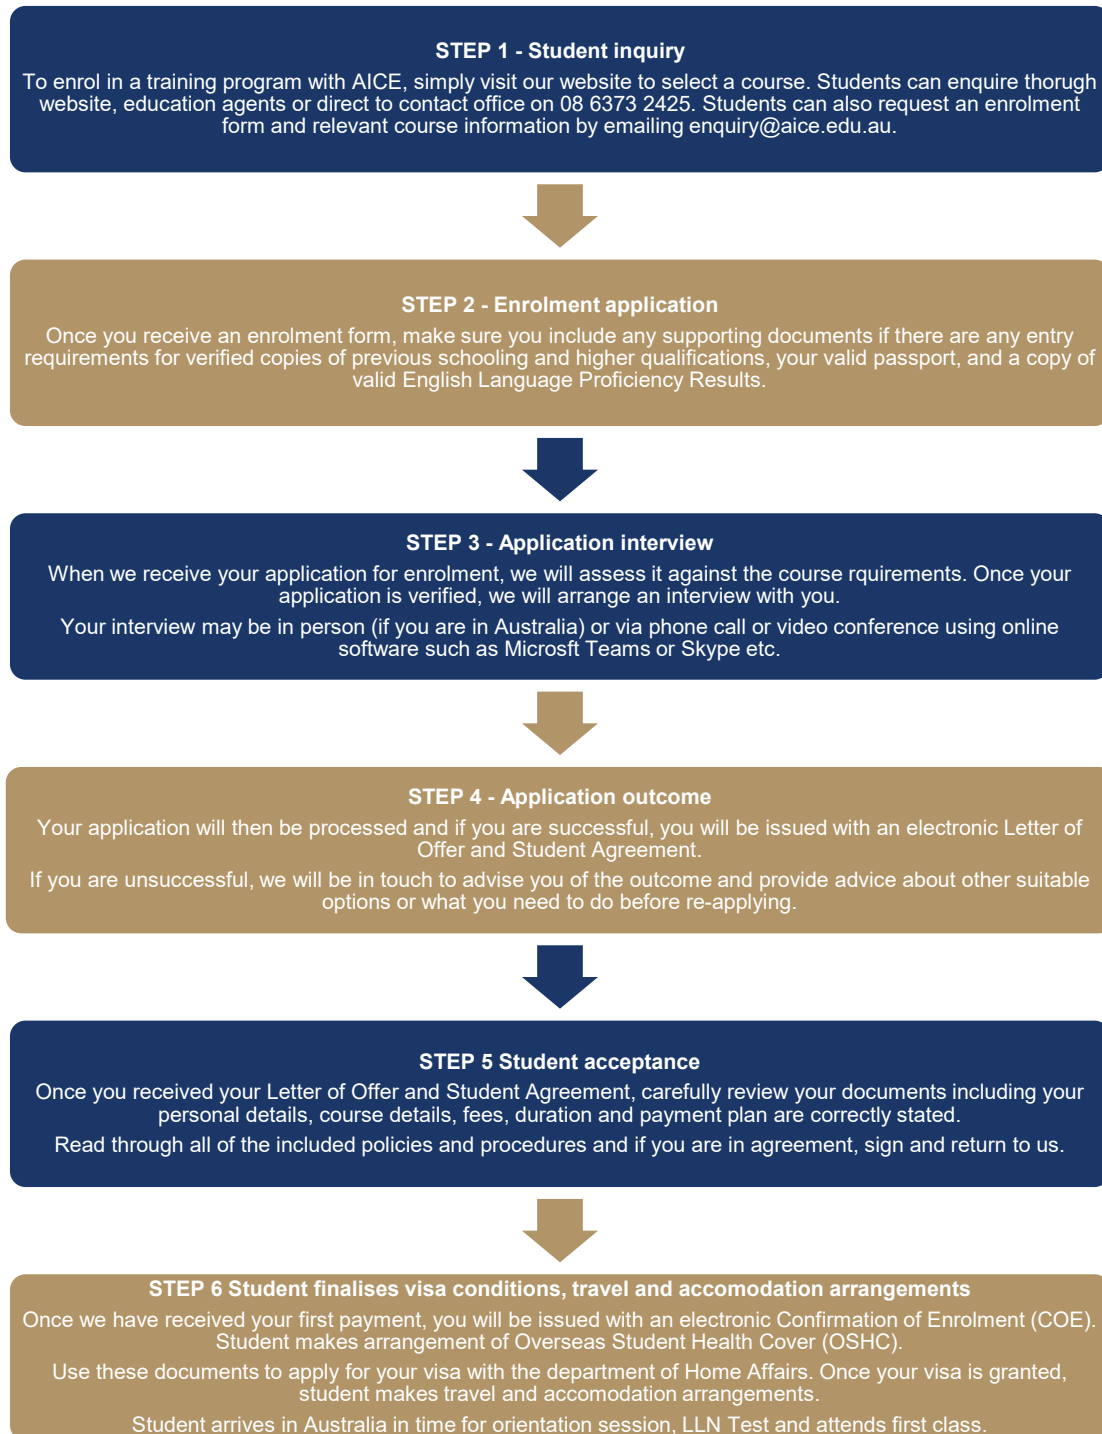 STEP 1 - Student inquiry
To enrol in a training program with AICE, simply visit our website to select a course. Students can enquire thorugh
website, education agents or direct to contact office on 08 6373 2425. Students can also request an enrolment
form and relevant course information by emailing enquiry@aice.edu.au.
STEP 2 - Enrolment application
Once you receive an enrolment form, make sure you include any supporting documents if there are any entry
requirements for verified copies of previous schooling and higher qualifications, your valid passport, and a copy of
valid English Language Proficiency Results.
STEP 3 - Application interview
When we receive your application for enrolment, we will assess it against the course rquirements. Once your
application is verified, we will arrange an interview with you.
Your interview may be in person (if you are in Australia) or via phone call or video conference using online
software such as Microsft Teams or Skype etc.
STEP 4 - Application outcome
Your application will then be processed and if you are successful, you will be issued with an electronic Letter of
Offer and Student Agreement.
If you are unsuccessful, we will be in touch to advise you of the outcome and provide advice about other suitable
options or what you need to do before re-applying.
STEP 5 Student acceptance
Once you received your Letter of Offer and Student Agreement, carefully review your documents including your
personal details, course details, fees, duration and payment plan are correctly stated.
Read through all of the included policies and procedures and if you are in agreement, sign and return to us.
STEP 6 Student finalises visa conditions, travel and accomodation arrangements
Once we have received your first payment, you will be issued with an electronic Confirmation of Enrolment (COE).
Student makes arrangement of Overseas Student Health Cover (OSHC).
Use these documents to apply for your visa with the department of Home Affairs. Once your visa is granted,
student makes travel and accomodation arrangements.
Student arrives in Australia in time for orientation session, LLN Test and attends first class.